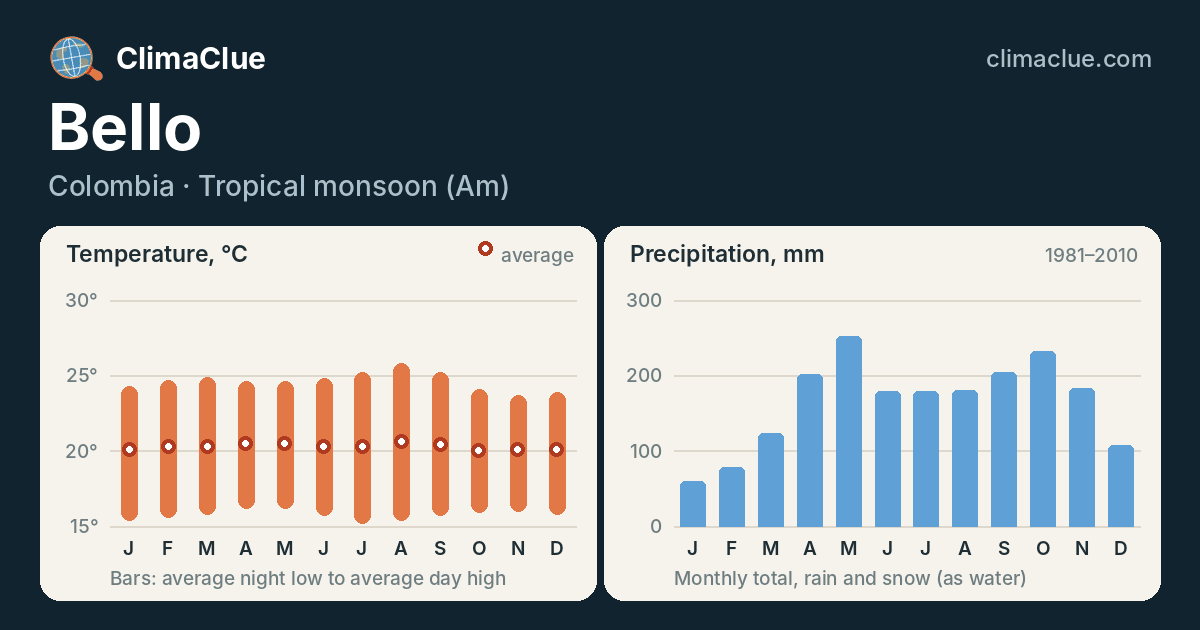 ClimaClue
climaclue.com
Bello
Colombia · Tropical monsoon (Am)
Temperature, °C
average
30°
25°
20°
15°
J F M A M J J A S O N D
Bars: average night low to average day high
Precipitation, mm
1981–2010
300
200
100
0
J F M A M J J A S O N D
Monthly total, rain and snow (as water)